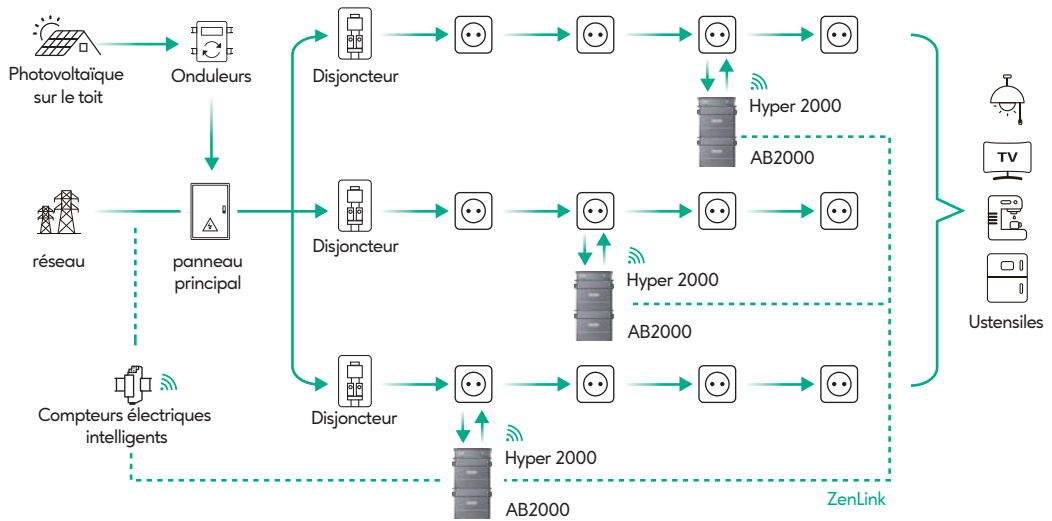 Photovoltaïque
sur le toit
Onduleurs
Disjoncteur
Hyper 2000
AB2000
TV
réseau
panneau
principal
Disjoncteur
Hyper 2000
AB2000
Ustensiles
Compteurs électriques
intelligents
Disjoncteur
Hyper 2000
AB2000
ZenLink